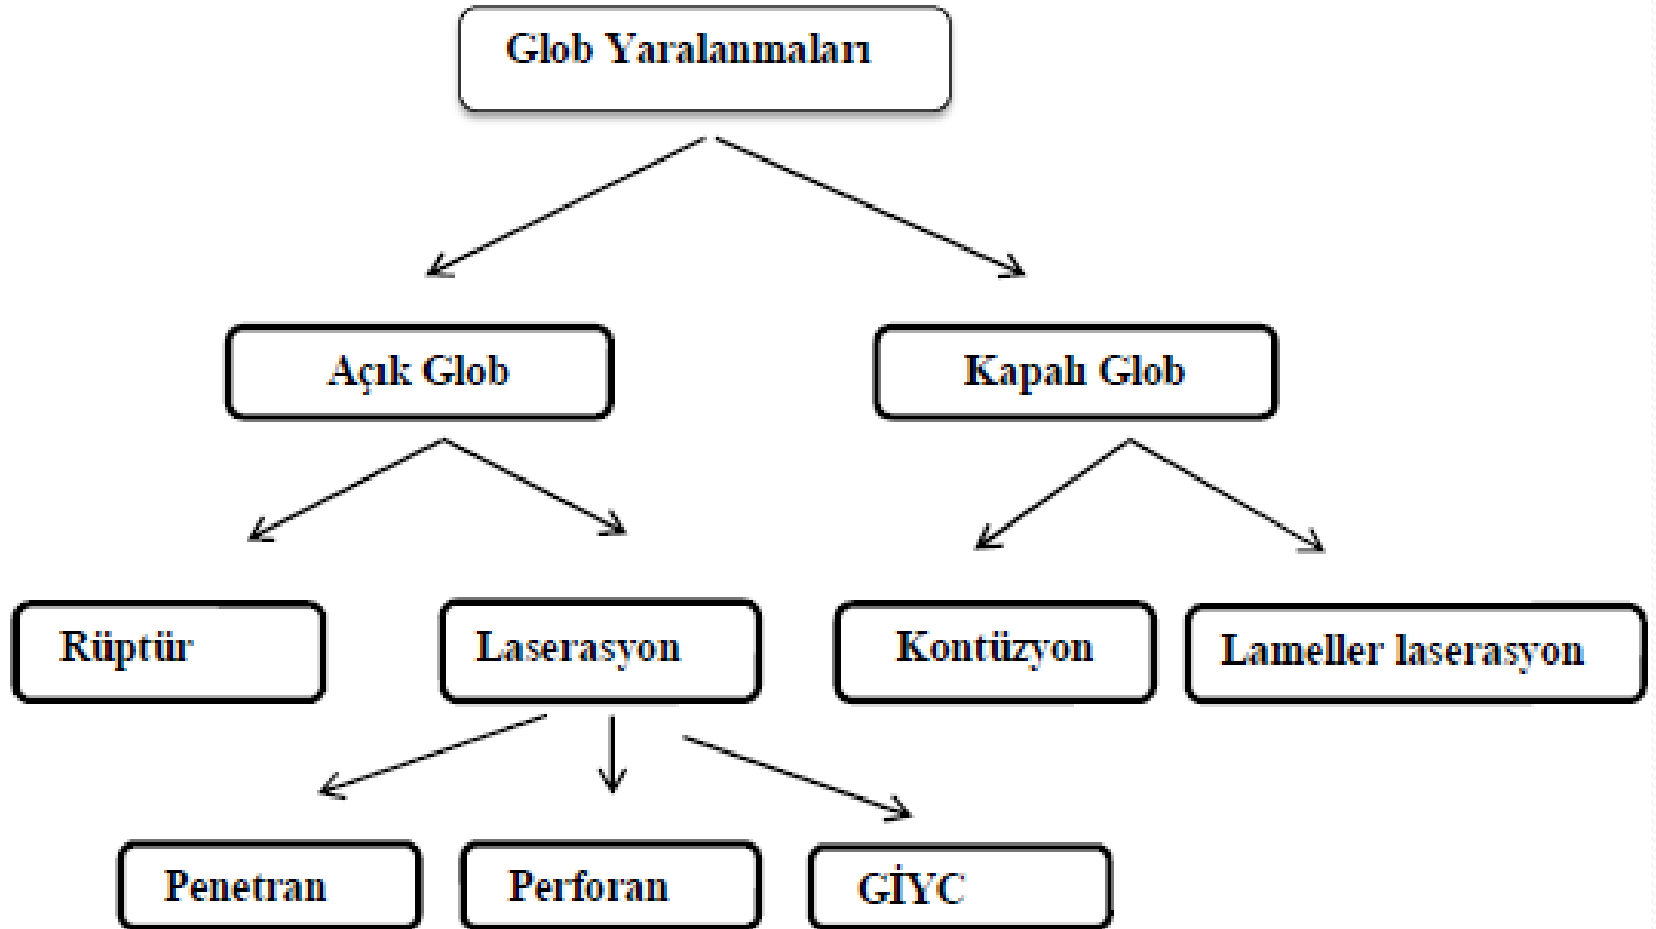 Glob Yaralanmaları
Açık Glob
Kapalı Glob
Rüptür
Laserasyon
Kontüzyon
Lameller laserasyon
Penetran
Perforan
GİYC